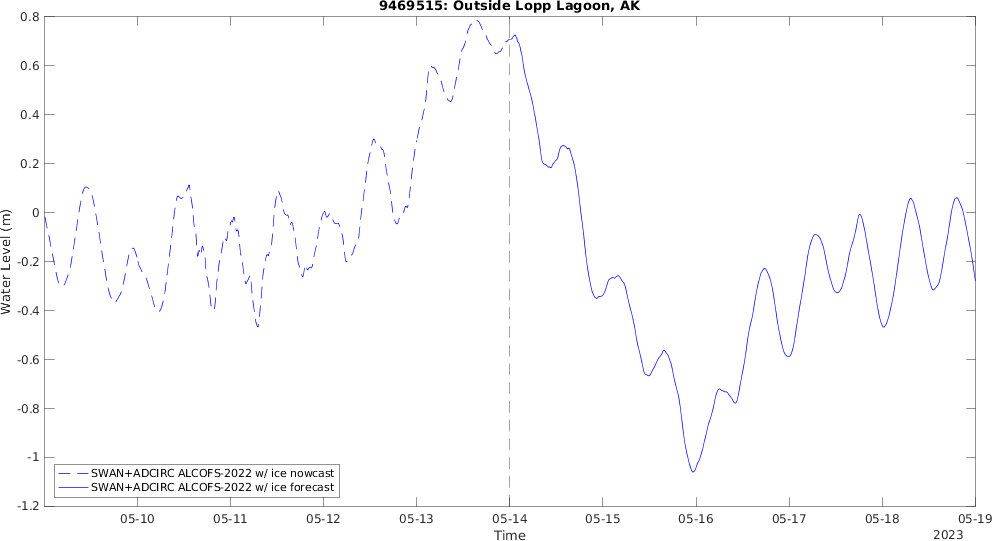 9469515: Outside Lopp Lagoon, AK
0.8
0.6
0.4
0.2
0
-0.2
-0.4
-0.6
-0.8
-1
-1.2
Water Level (m)
SWAN+ADCIRC ALCOFS-2022 w/ ice nowcast
SWAN+ADCIRC ALCOFS-2022 w/ ice forecast
05-10 05-11 05-12 05-13 05-14 05-15 05-16 05-17 05-18 05-19
Time
2023